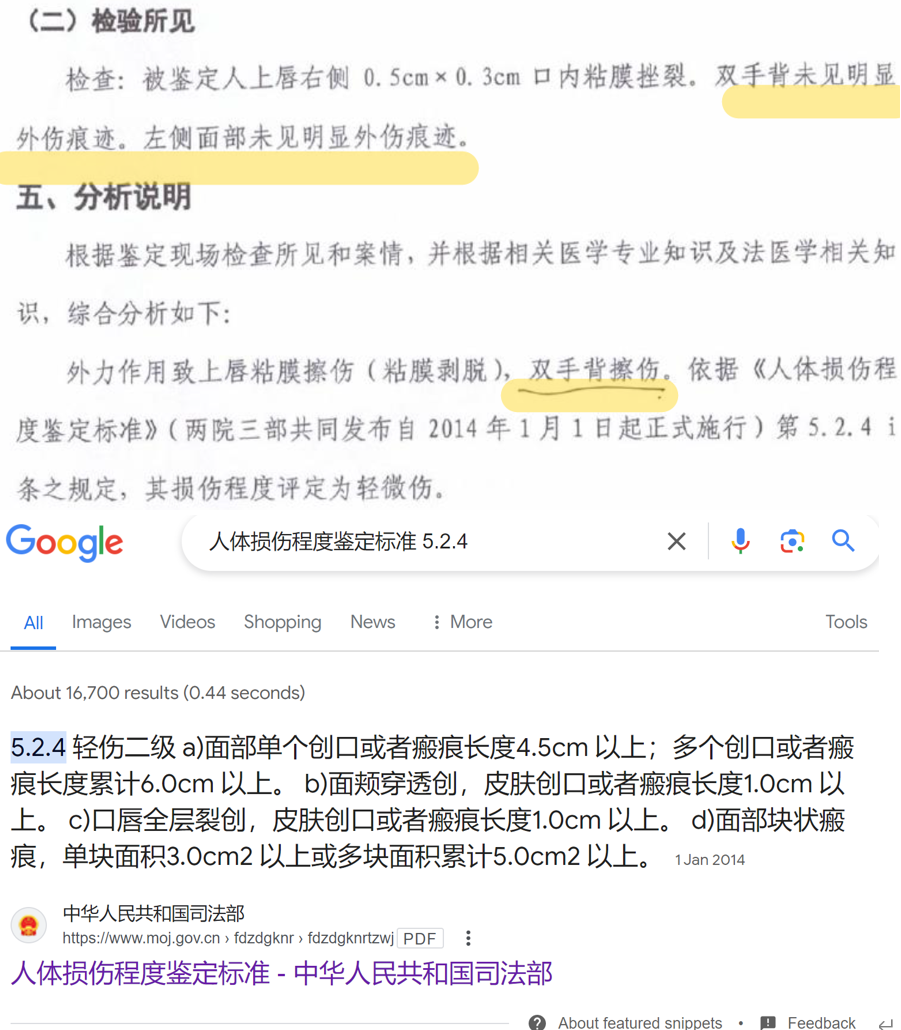 （二）检验所见
检查：被鉴定人上唇右侧 0.5cm×0.3cm 口内粘膜挫裂。双手背未见明显
外伤痕迹。左侧面部未见明显外伤痕迹。
五、分析说明
根据鉴定现场检查所见和案情，并根据相关医学专业知识及法医学相关知
识，综合分析如下：
外力作用致上唇粘膜擦伤（粘膜剥脱），双手背擦伤。依据《人体损伤程
度鉴定标准》（两院三部共同发布自 2014 年 1 月 1 日起正式施行）第 5.2.4 i
条之规定，其损伤程度评定为轻微伤。
Google
人体损伤程度鉴定标准 5.2.4
All Images Videos Shopping News More Tools
About 16,700 results (0.44 seconds)
5.2.4 轻伤二级 a)面部单个创口或者瘢痕长度4.5cm 以上；多个创口或者瘢
痕长度累计6.0cm 以上。 b)面颊穿透创，皮肤创口或者瘢痕长度1.0cm 以
上。 c)口唇全层裂创，皮肤创口或者瘢痕长度1.0cm 以上。 d)面部块状瘢
痕，单块面积3.0cm2 以上或多块面积累计5.0cm2 以上。 1 Jan 2014
中华人民共和国司法部
https://www.moj.gov.cn › fdzdgknr › fdzdgknrtzwj PDF
人体损伤程度鉴定标准 - 中华人民共和国司法部
About featured snippets • Feedback